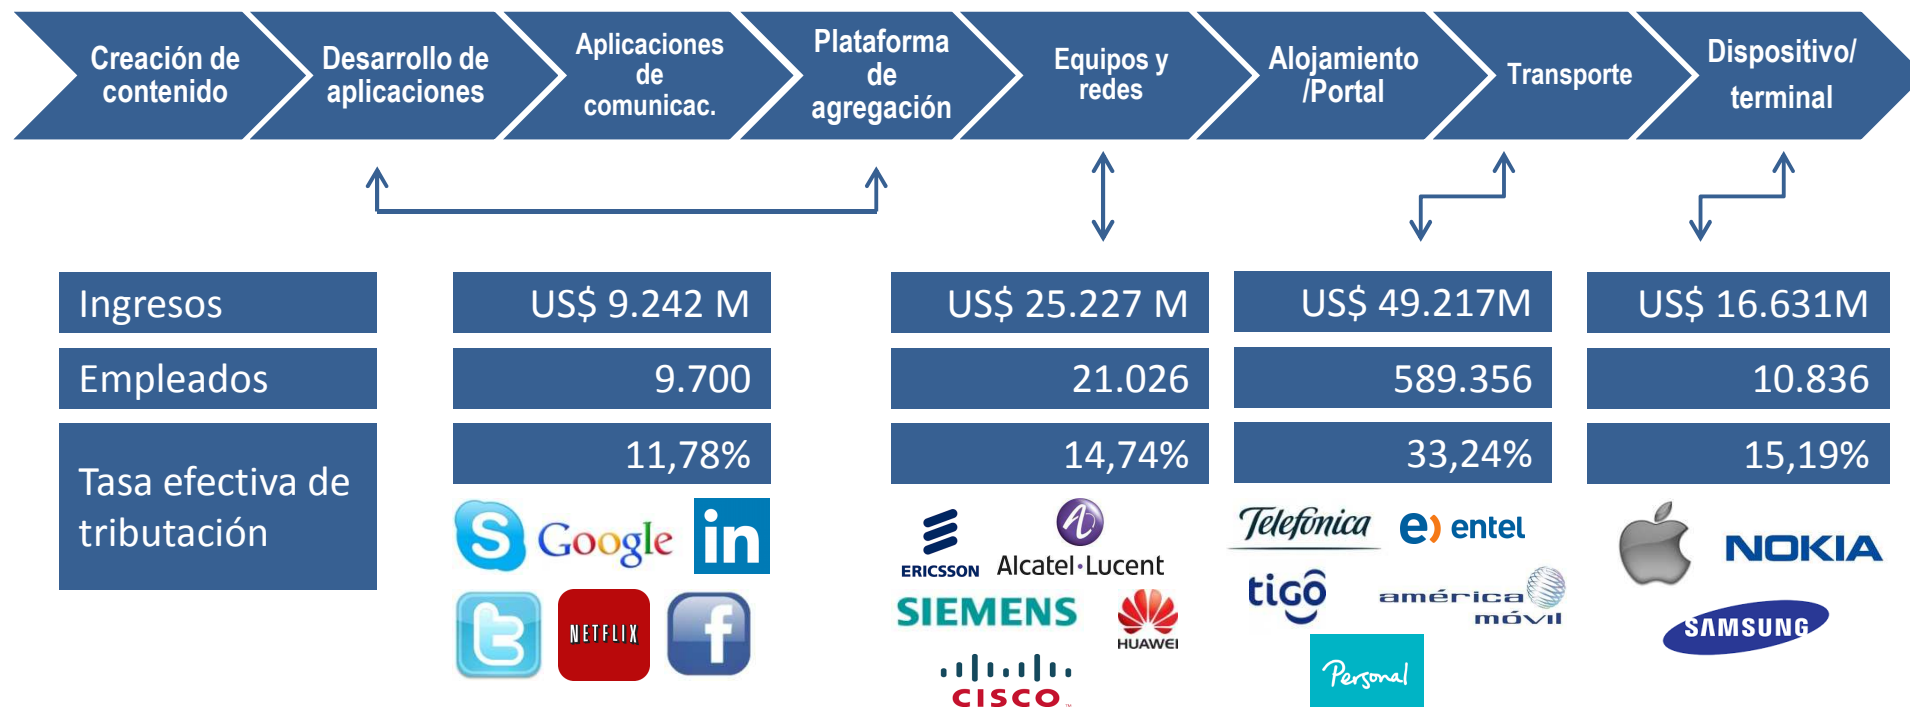 Creación de
contenido
Desarrollo de
aplicaciones
Aplicaciones
de
comunicac.
Plataforma
de
agregación
Equipos y
redes
Alojamiento
/Portal
Transporte
Dispositivo/
terminal
Ingresos
US$ 9.242 M
US$ 25.227 M
US$ 49.217M
US$ 16.631M
Empleados
9.700
21.026
589.356
10.836
Tasa efectiva de
tributación
11,78%
14,74%
33,24%
15,19%
S
Google
in
NETFLIX
f
ERICSSON
Alcatel·Lucent
SIEMENS
HUAWEI
CISCO
Telefónica
e) entel
tigo
américa
móvil
Personal
NOKIA
SAMSUNG